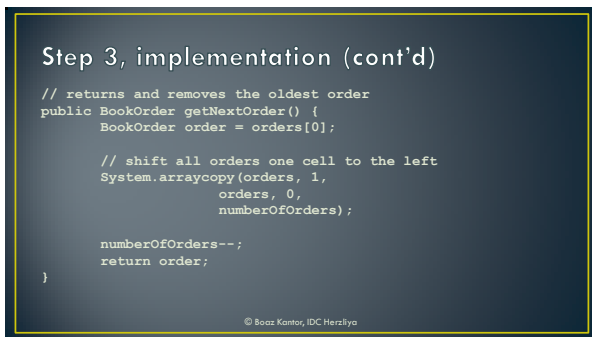 Step 3, implementation (cont’d)
// returns and removes the oldest order
public BookOrder getNextOrder() {
BookOrder order = orders[0];
// shift all orders one cell to the left
System.arraycopy(orders, 1,
orders, 0,
numberOfOrders);
numberOfOrders--;
return order;
}
© Boaz Kantor, IDC Herzliya